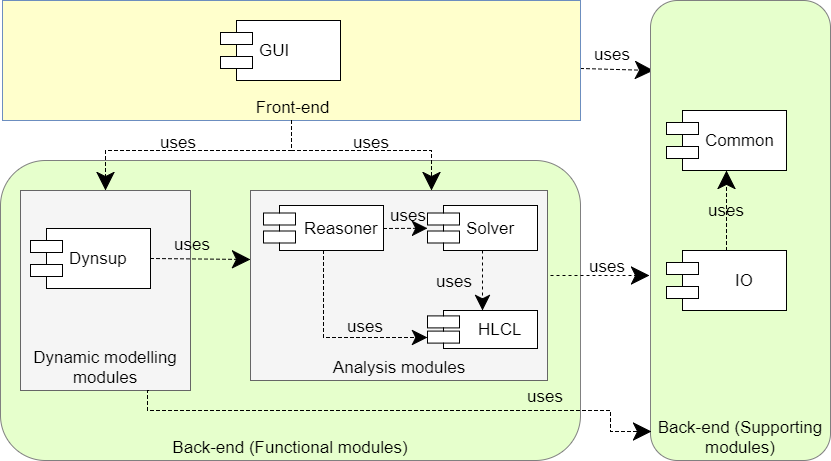 GUI
uses
Front-end
uses
uses
Common
Reasoner
uses
Solver
uses
Dynsup
uses
uses
IO
uses
uses
HLCL
Dynamic modelling
modules
Analysis modules
uses
Back-end (Functional modules)
Back-end (Supporting
modules)